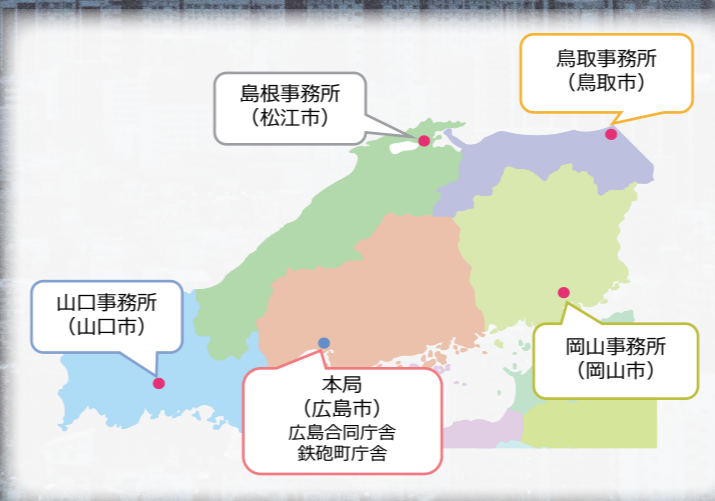 鳥取事務所
（鳥取市）
島根事務所
（松江市）
山口事務所
（山口市）
岡山事務所
（岡山市）
本局
（広島市）
広島合同庁舎
鉄砲町庁舎